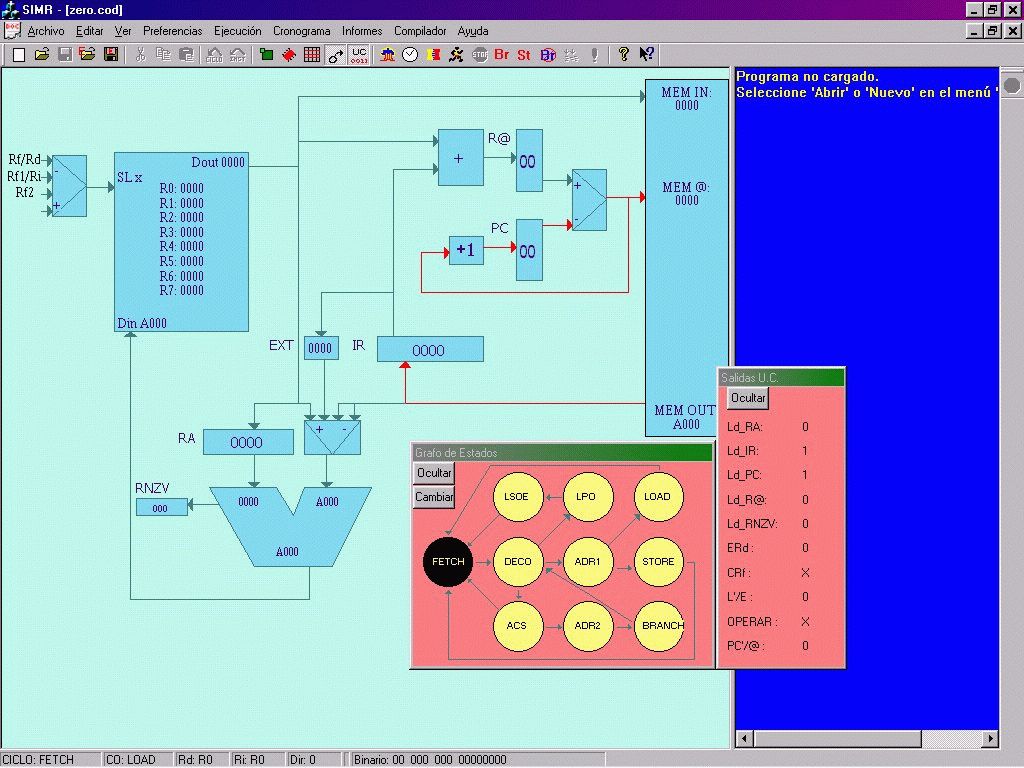 SIMR - [zero.cod]
Archivo Editar Ver Preferencias Ejecución Cronograma Informes Compilador Ayuda
UC
STOP Br St
Programa no cargado.
Seleccione 'Abrir' o 'Nuevo' en el menú '
MEM IN:
0000
MEM @:
0000
MEM OUT
A000
Rf/Rd
Rf1/Ri
Rf2
-
+
Dout 0000
SL x
R0: 0000
R1: 0000
R2: 0000
R3: 0000
R4: 0000
R5: 0000
R6: 0000
R7: 0000
Din A000
+
R@
00
+
-
PC
+1
00
EXT
0000
IR
0000
RA
0000
+ -
RNZV
000
0000
A000
A000
Grafo de Estados
Ocultar
Cambiar
LSOE
LPO
LOAD
FETCH
DECO
ADR1
STORE
ACS
ADR2
BRANCH
Salidas U.C.
Ocultar
Ld_RA: 0
Ld_IR: 1
Ld_PC: 1
Ld_R@: 0
Ld_RNZV: 0
ERd : 0
CRf : X
L'/E : 0
OPERAR : X
PC'/@ : 0
CICLO: FETCH
CO: LOAD
Rd: R0
Ri: R0
Dir: 0
Binario: 00 000 000 00000000